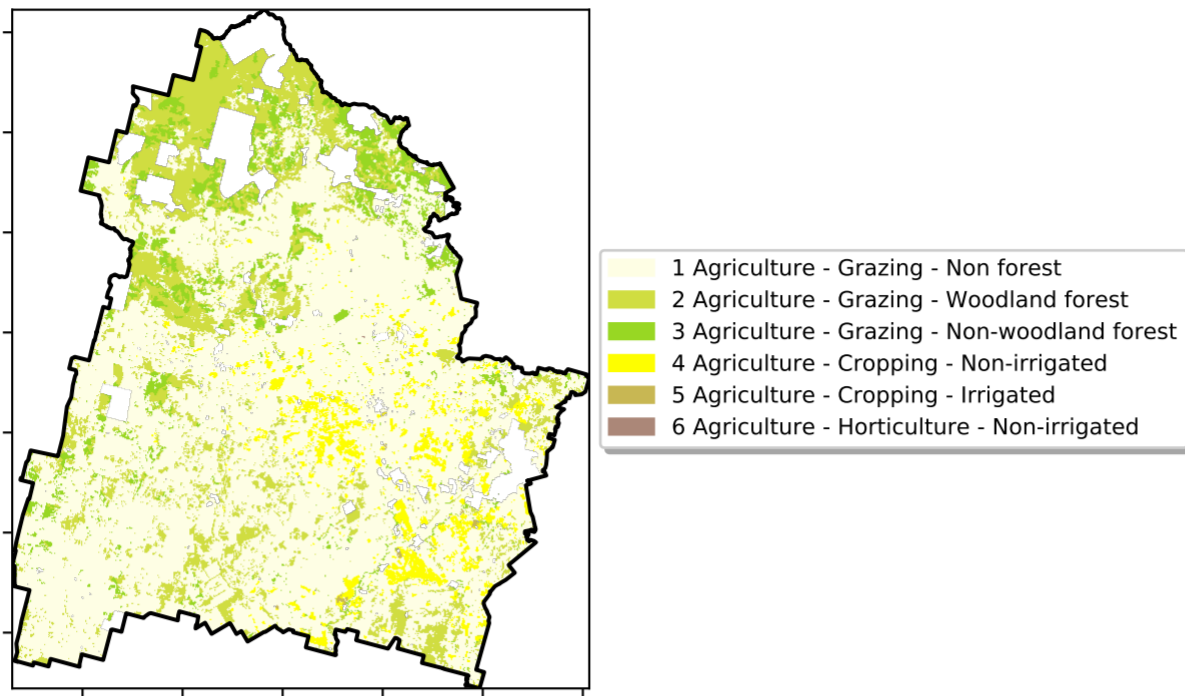 1 Agriculture - Grazing - Non forest
2 Agriculture - Grazing - Woodland forest
3 Agriculture - Grazing - Non-woodland forest
4 Agriculture - Cropping - Non-irrigated
5 Agriculture - Cropping - Irrigated
6 Agriculture - Horticulture - Non-irrigated